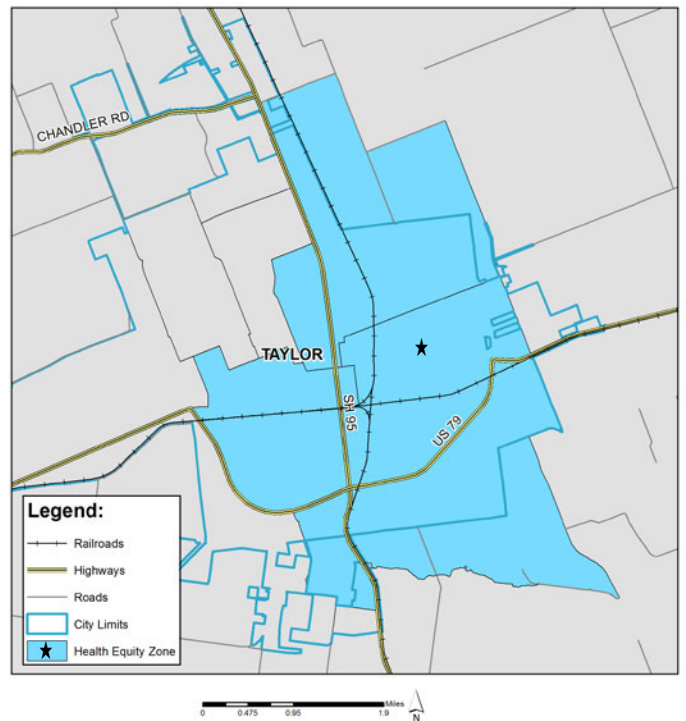 CHANDLER RD
TAYLOR
SH 95
US 79
Legend:
Railroads
Highways
Roads
City Limits
Health Equity Zone
Miles
0 0.475 0.95 1.9
N